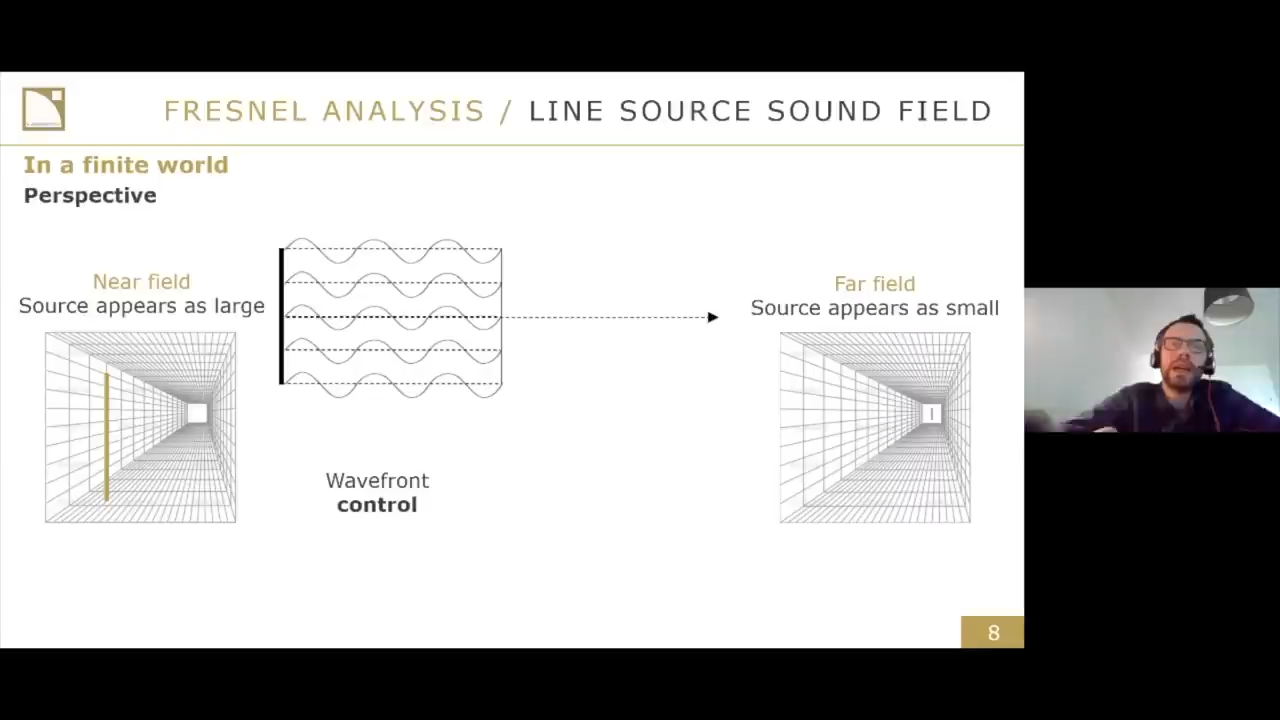 FRESNEL ANALYSIS / LINE SOURCE SOUND FIELD
In a finite world
Perspective
Near field
Source appears as large
Far field
Source appears as small
Wavefront
control
8